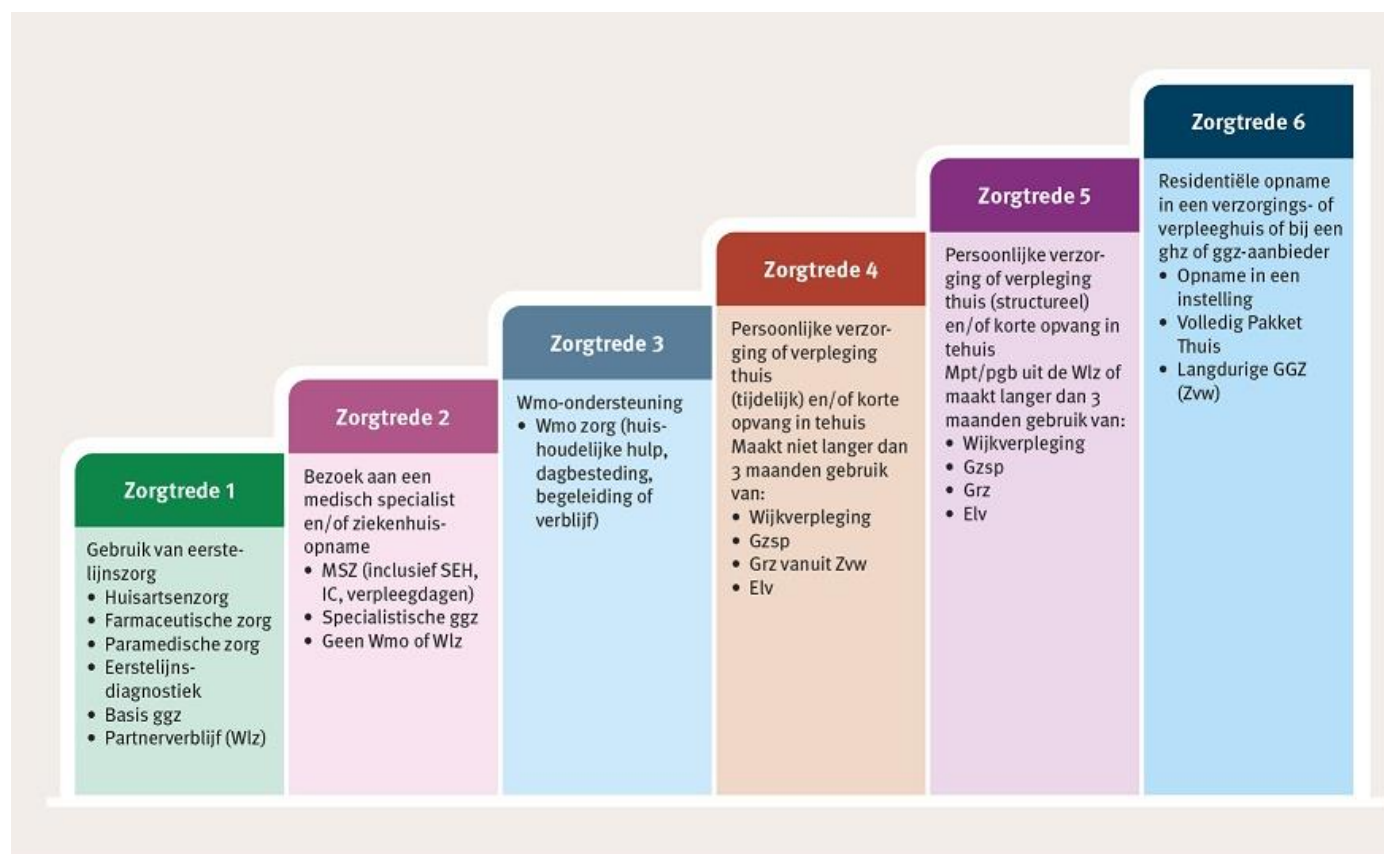 Zorgtrede 1
Gebruik van eerste-
lijnszorg
• Huisartsenzorg
• Farmaceutische zorg
• Paramedische zorg
• Eerstelijns-
diagnostiek
• Basis ggz
• Partnerverblijf (Wlz)
Zorgtrede 2
Bezoek aan een
medisch specialist
en/of ziekenhuis-
opname
• MSZ (inclusief SEH,
IC, verpleegdagen)
• Specialistische ggz
• Geen Wmo of Wlz
Zorgtrede 3
Wmo-ondersteuning
• Wmo zorg (huis-
houdelijke hulp,
dagbesteding,
begeleiding of
verblijf)
Zorgtrede 4
Persoonlijke verzor-
ging of verpleging
thuis
(tijdelijk) en/of korte
opvang in tehuis
Maakt niet langer dan
3 maanden gebruik
van:
• Wijkverpleging
• Gzsp
• Grz vanuit Zvw
• Elv
Zorgtrede 5
Persoonlijke verzor-
ging of verpleging
thuis (structureel)
en/of korte opvang in
tehuis
Mpt/pgb uit de Wlz of
maakt langer dan 3
maanden gebruik van:
• Wijkverpleging
• Gzsp
• Grz
• Elv
Zorgtrede 6
Residentiële opname
in een verzorgings- of
verpleeghuis of bij een
ghz of ggz-aanbieder
• Opname in een
instelling
• Volledig Pakket
Thuis
• Langdurige GGZ
(Zvw)